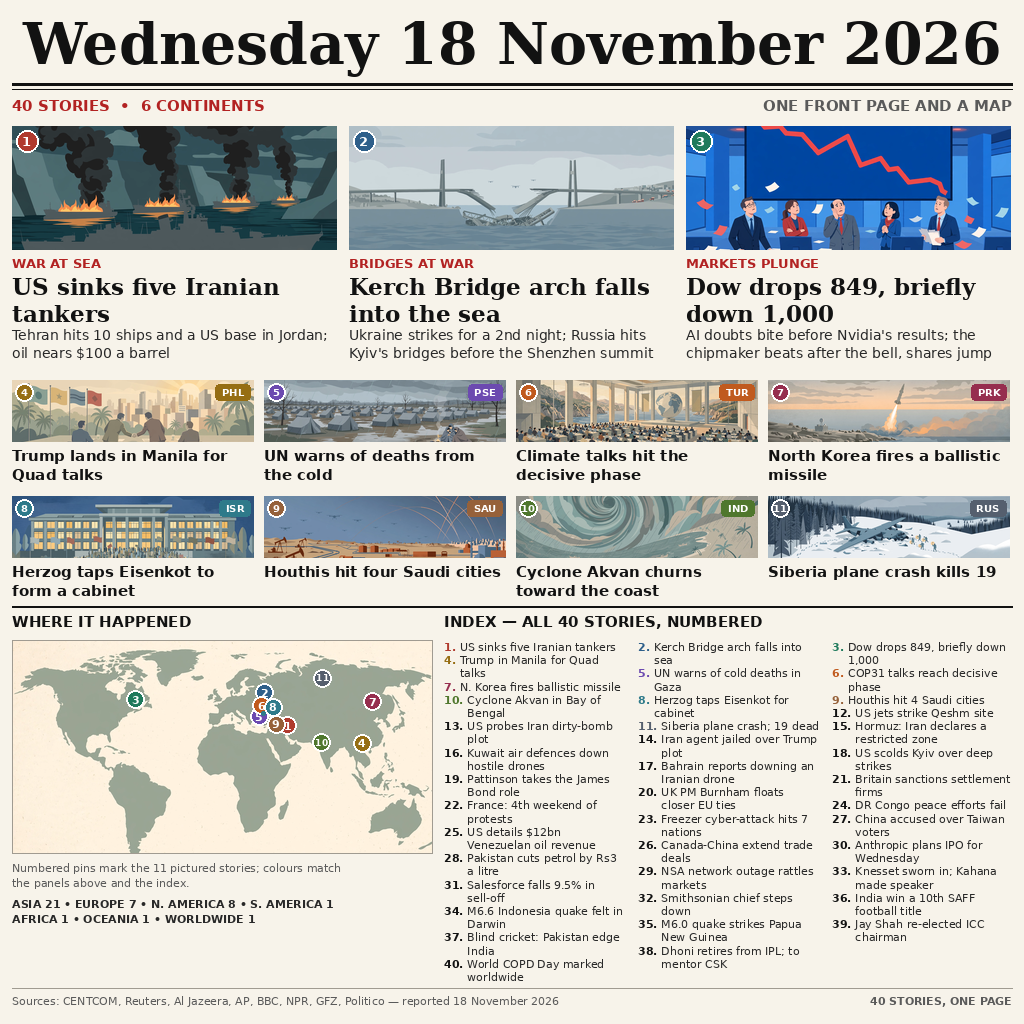 Wednesday 18 November 2026
40 STORIES • 6 CONTINENTS
ONE FRONT PAGE AND A MAP
1
2
3
WAR AT SEA
US sinks five Iranian
tankers
Tehran hits 10 ships and a US base in Jordan;
oil nears $100 a barrel
BRIDGES AT WAR
Kerch Bridge arch falls
into the sea
Ukraine strikes for a 2nd night; Russia hits
Kyiv's bridges before the Shenzhen summit
MARKETS PLUNGE
Dow drops 849, briefly
down 1,000
AI doubts bite before Nvidia's results; the
chipmaker beats after the bell, shares jump
4
PHL
Trump lands in Manila for
Quad talks
5
PSE
UN warns of deaths from
the cold
6
TUR
Climate talks hit the
decisive phase
7
PRK
North Korea fires a ballistic
missile
8
ISR
Herzog taps Eisenkot to
form a cabinet
9
SAU
Houthis hit four Saudi cities
10
IND
Cyclone Akvan churns
toward the coast
11
RUS
Siberia plane crash kills 19
WHERE IT HAPPENED
11
3
2
6
8
5
9
1
7
10
4
Numbered pins mark the 11 pictured stories; colours match
the panels above and the index.
ASIA 21 • EUROPE 7 • N. AMERICA 8 • S. AMERICA 1
AFRICA 1 • OCEANIA 1 • WORLDWIDE 1
INDEX — ALL 40 STORIES, NUMBERED
1. US sinks five Iranian tankers
4. Trump in Manila for Quad
talks
7. N. Korea fires ballistic missile
10. Cyclone Akvan in Bay of
Bengal
13. US probes Iran dirty-bomb
plot
16. Kuwait air defences down
hostile drones
19. Pattinson takes the James
Bond role
22. France: 4th weekend of
protests
25. US details $12bn
Venezuelan oil revenue
28. Pakistan cuts petrol by Rs3
a litre
31. Salesforce falls 9.5% in
sell-off
34. M6.6 Indonesia quake felt in
Darwin
37. Blind cricket: Pakistan edge
India
40. World COPD Day marked
worldwide
2. Kerch Bridge arch falls into
sea
5. UN warns of cold deaths in
Gaza
8. Herzog taps Eisenkot for
cabinet
11. Siberia plane crash; 19 dead
14. Iran agent jailed over Trump
plot
17. Bahrain reports downing an
Iranian drone
20. UK PM Burnham floats
closer EU ties
23. Freezer cyber-attack hits 7
nations
26. Canada-China extend trade
deals
29. NSA network outage rattles
markets
32. Smithsonian chief steps
down
35. M6.0 quake strikes Papua
New Guinea
38. Dhoni retires from IPL; to
mentor CSK
3. Dow drops 849, briefly down
1,000
6. COP31 talks reach decisive
phase
9. Houthis hit 4 Saudi cities
12. US jets strike Qeshm site
15. Hormuz: Iran declares a
restricted zone
18. US scolds Kyiv over deep
strikes
21. Britain sanctions settlement
firms
24. DR Congo peace efforts fail
27. China accused over Taiwan
voters
30. Anthropic plans IPO for
Wednesday
33. Knesset sworn in; Kahana
made speaker
36. India win a 10th SAFF
football title
39. Jay Shah re-elected ICC
chairman
Sources: CENTCOM, Reuters, Al Jazeera, AP, BBC, NPR, GFZ, Politico — reported 18 November 2026
40 STORIES, ONE PAGE